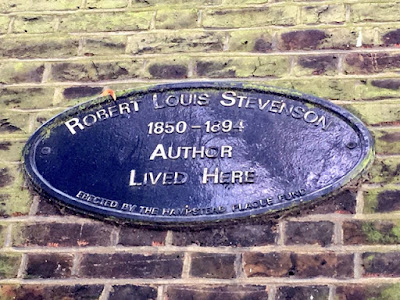 ROBERT LOUIS STEVENSON
1850-1894
AUTHOR
LIVED HERE
ERECTED BY THE HAMPSTEAD PLAQUE FUND